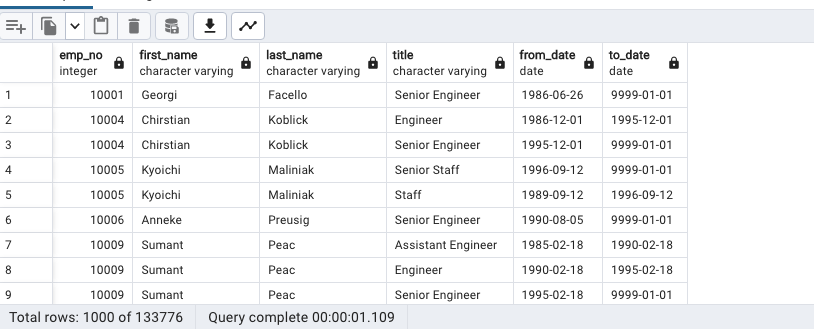 emp_no first_name last_name title from_date to_date
integer character varying character varying character varying date date
1 10001 Georgi Facello Senior Engineer 1986-06-26 9999-01-01
2 10004 Chirstian Koblick Engineer 1986-12-01 1995-12-01
3 10004 Chirstian Koblick Senior Engineer 1995-12-01 9999-01-01
4 10005 Kyoichi Maliniak Senior Staff 1996-09-12 9999-01-01
5 10005 Kyoichi Maliniak Staff 1989-09-12 1996-09-12
6 10006 Anneke Preusig Senior Engineer 1990-08-05 9999-01-01
7 10009 Sumant Peac Assistant Engineer 1985-02-18 1990-02-18
8 10009 Sumant Peac Engineer 1990-02-18 1995-02-18
9 10009 Sumant Peac Senior Engineer 1995-02-18 9999-01-01
Total rows: 1000 of 133776 Query complete 00:00:01.109